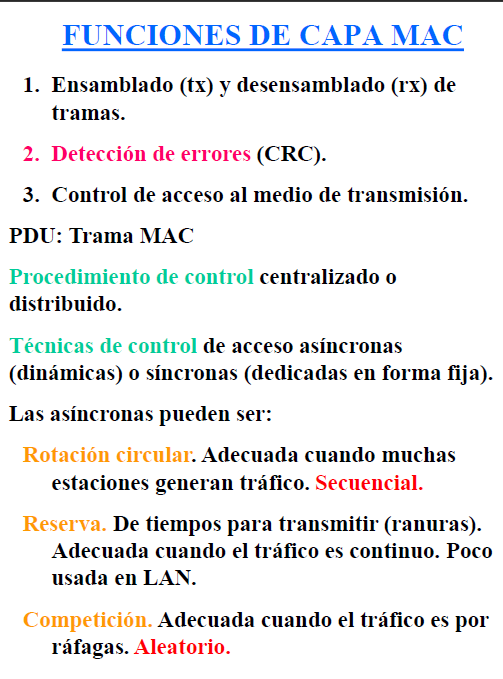 FUNCIONES DE CAPA MAC
1. Ensamblado (tx) y desensamblado (rx) de
tramas.
2. Detección de errores (CRC).
3. Control de acceso al medio de transmisión.
PDU: Trama MAC
Procedimiento de control centralizado o
distribuido.
Técnicas de control de acceso asíncronas
(dinámicas) o síncronas (dedicadas en forma fija).
Las asíncronas pueden ser:
Rotación circular. Adecuada cuando muchas
estaciones generan tráfico. Secuencial.
Reserva. De tiempos para transmitir (ranuras).
Adecuada cuando el tráfico es continuo. Poco
usada en LAN.
Competición. Adecuada cuando el tráfico es por
ráfagas. Aleatorio.